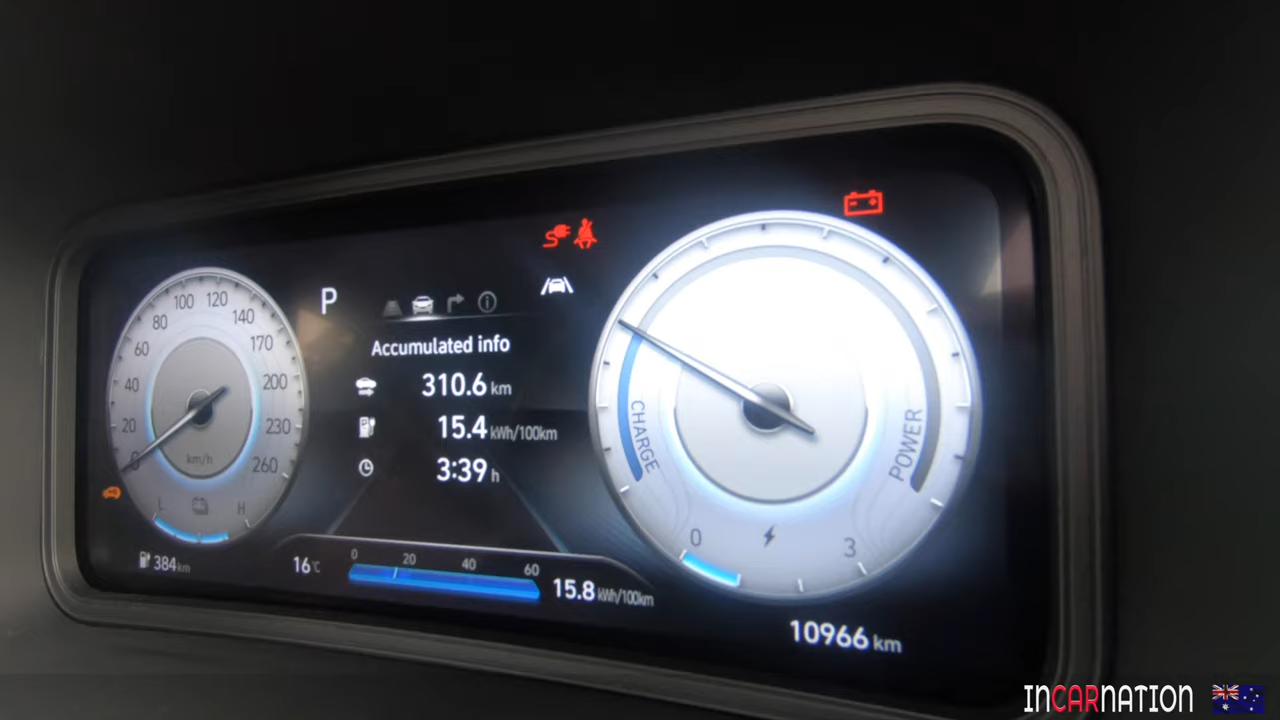 100 120
80 140
60 170
40 200
20 230
0 260
km/h
L H
384 km
P
Accumulated info
310.6 km
15.4 kWh/100km
3:39 h
16°C
0 20 40 60
15.8 kWh/100km
CHARGE
POWER
0 3
10966 km
INCARNATION